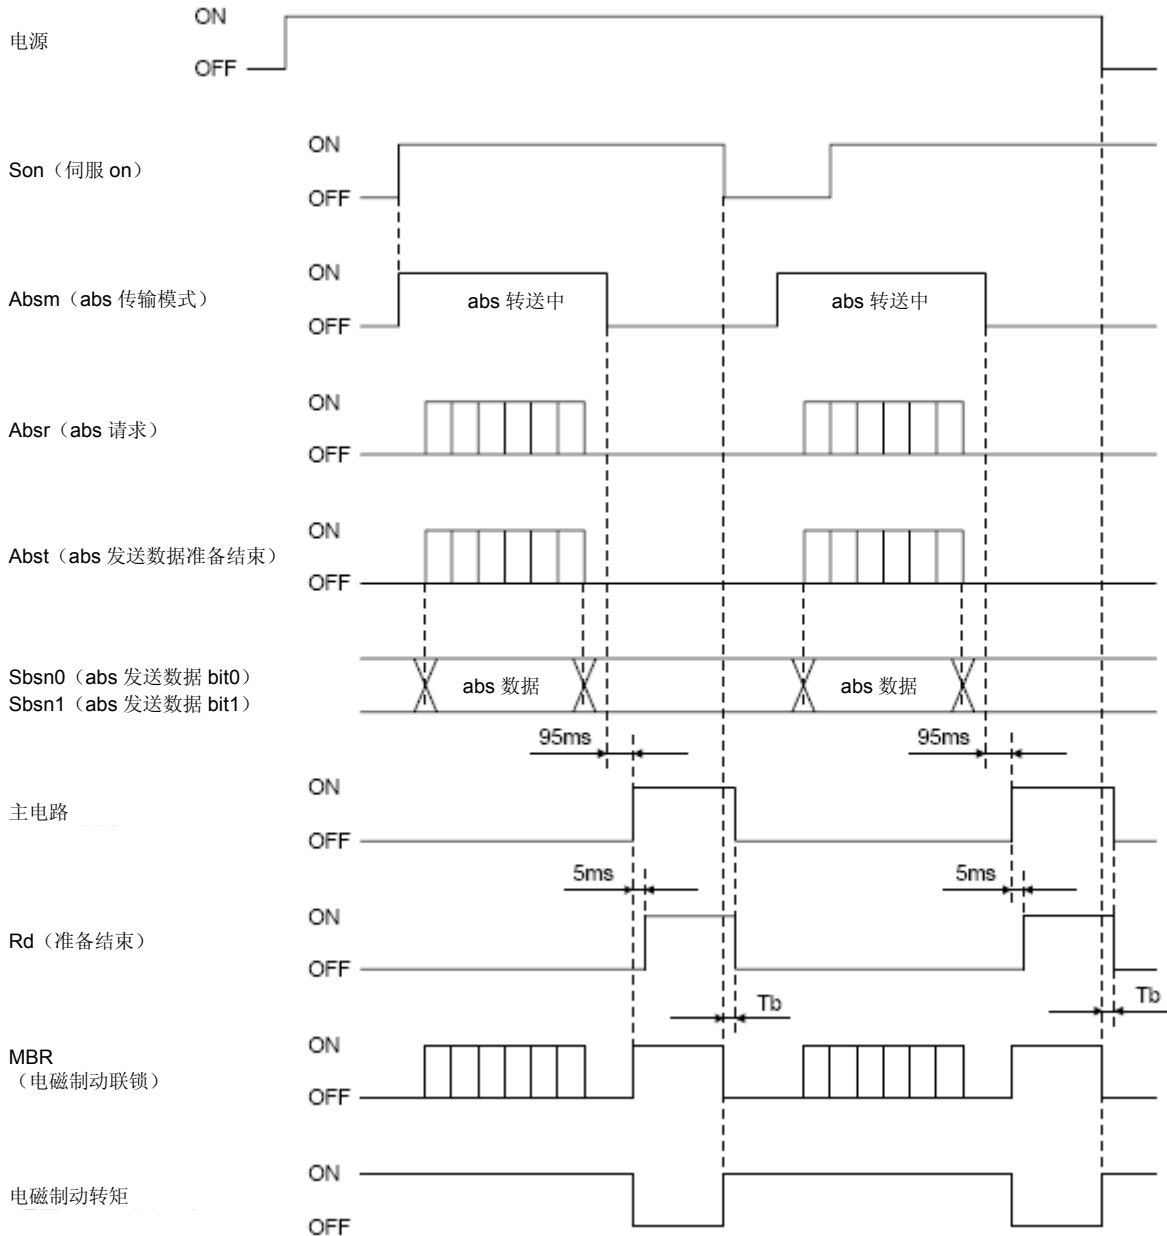 ON
电源
OFF
ON
Son（伺服 on）
OFF
ON
Absm（abs 传输模式）
abs 转送中
abs 转送中
OFF
ON
Absr（abs 请求）
OFF
ON
Abst（abs 发送数据准备结束）
OFF
Sbsn0（abs 发送数据 bit0）
Sbsn1（abs 发送数据 bit1）
abs 数据
abs 数据
95ms
95ms
ON
主电路
OFF
5ms
5ms
ON
Rd（准备结束）
OFF
Tb
Tb
ON
MBR
（电磁制动联锁）
OFF
ON
电磁制动转矩
OFF